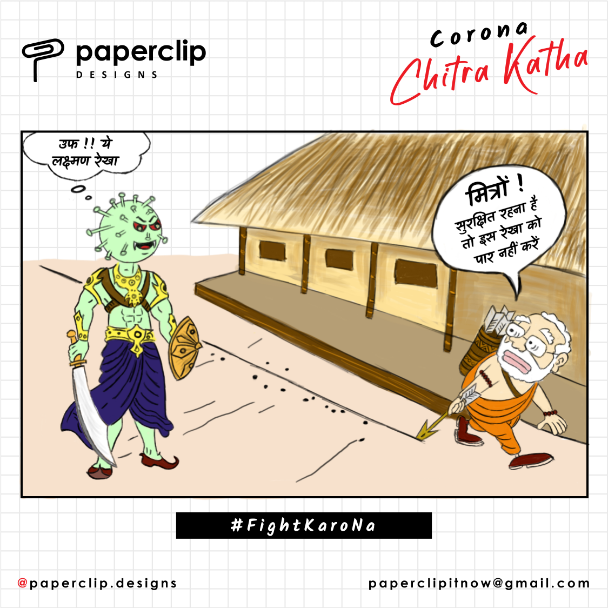 paperclip
DESIGNS
Corona
Chitra Katha
उफ !! ये
लक्ष्मण रेखा
मित्रों !
सुरक्षित रहना है
तो इस रेखा को
पार नहीं करें
#FightKaroNa
@paperclip.designs
paperclipitnow@gmail.com